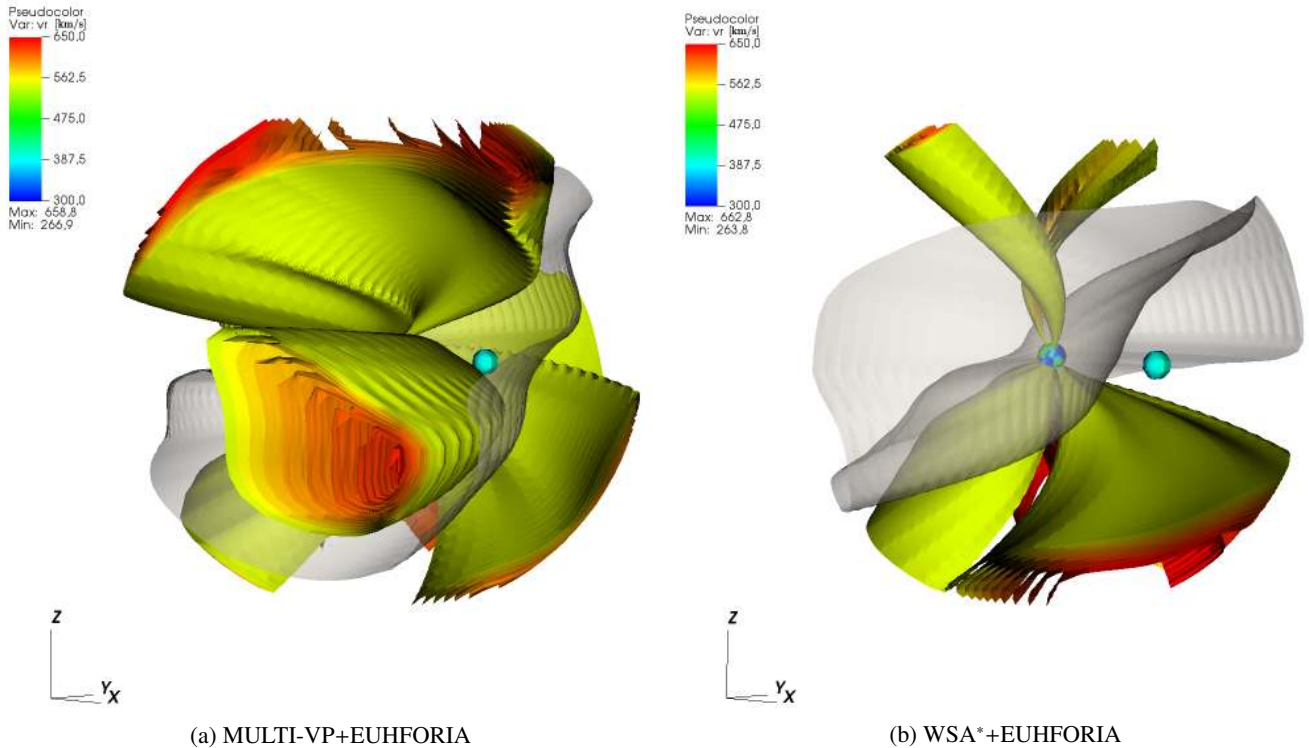 Pseudocolor
Var: vr [km/s]
650,0
562,5
475,0
387,5
300,0
Max: 658,8
Min: 266,9
Z
Y
X
(a) MULTI-VP+EUHFORIA
Pseudocolor
Var: vr [km/s]
650,0
562,5
475,0
387,5
300,0
Max: 662,8
Min: 263,8
Z
Y
X
(b) WSA*+EUHFORIA